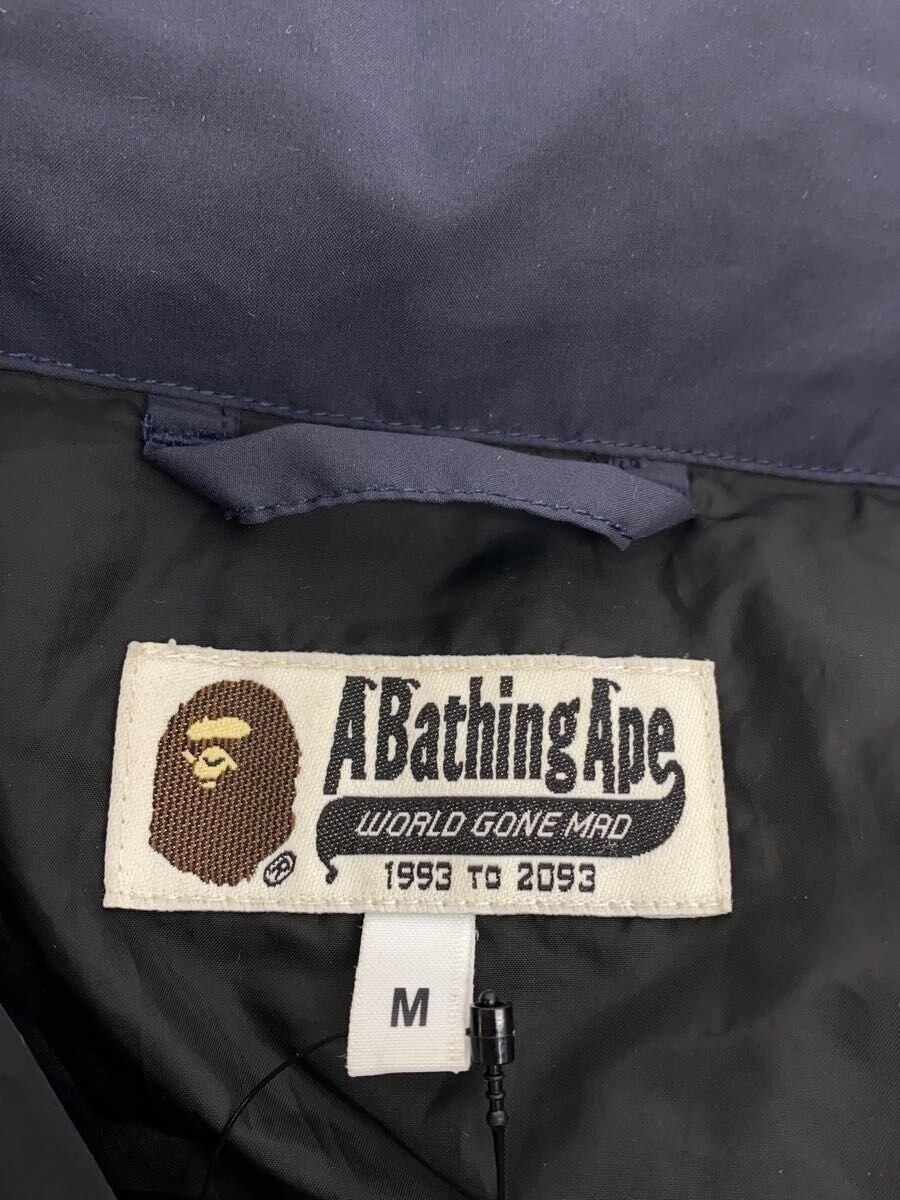 A Bathing Ape
WORLD GONE MAD
1993 TO 2093
®
M